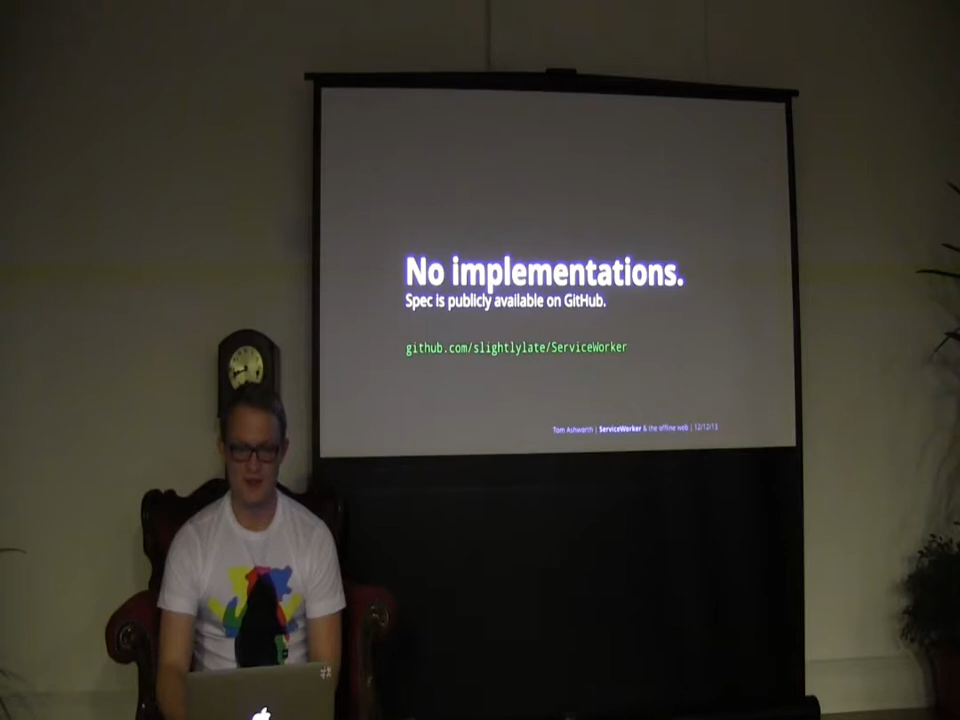 No implementations.
Spec is publicly available on GitHub.
github.com/slightlylate/ServiceWorker
Tom Ashworth | ServiceWorker & the offline web | 12/12/13